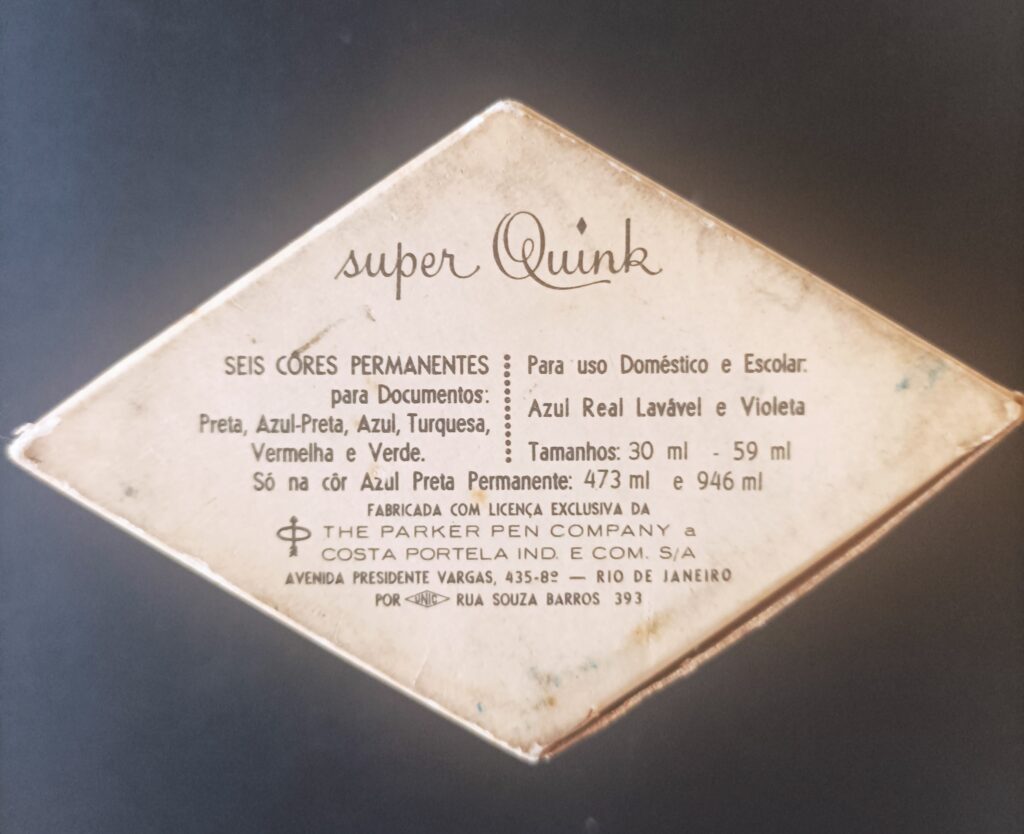 super Quink
SEIS CÔRES PERMANENTES
para Documentos:
Preta, Azul-Preta, Azul, Turquesa,
Vermelha e Verde.
Para uso Doméstico e Escolar:
Azul Real Lavável e Violeta
Tamanhos: 30 ml - 59 ml
Só na côr Azul Preta Permanente: 473 ml e 946 ml
FABRICADA COM LICENÇA EXCLUSIVA DA
THE PARKER PEN COMPANY a
COSTA PORTELA IND. E COM. S/A
AVENIDA PRESIDENTE VARGAS, 435-8º — RIO DE JANEIRO
POR UNIC RUA SOUZA BARROS 393